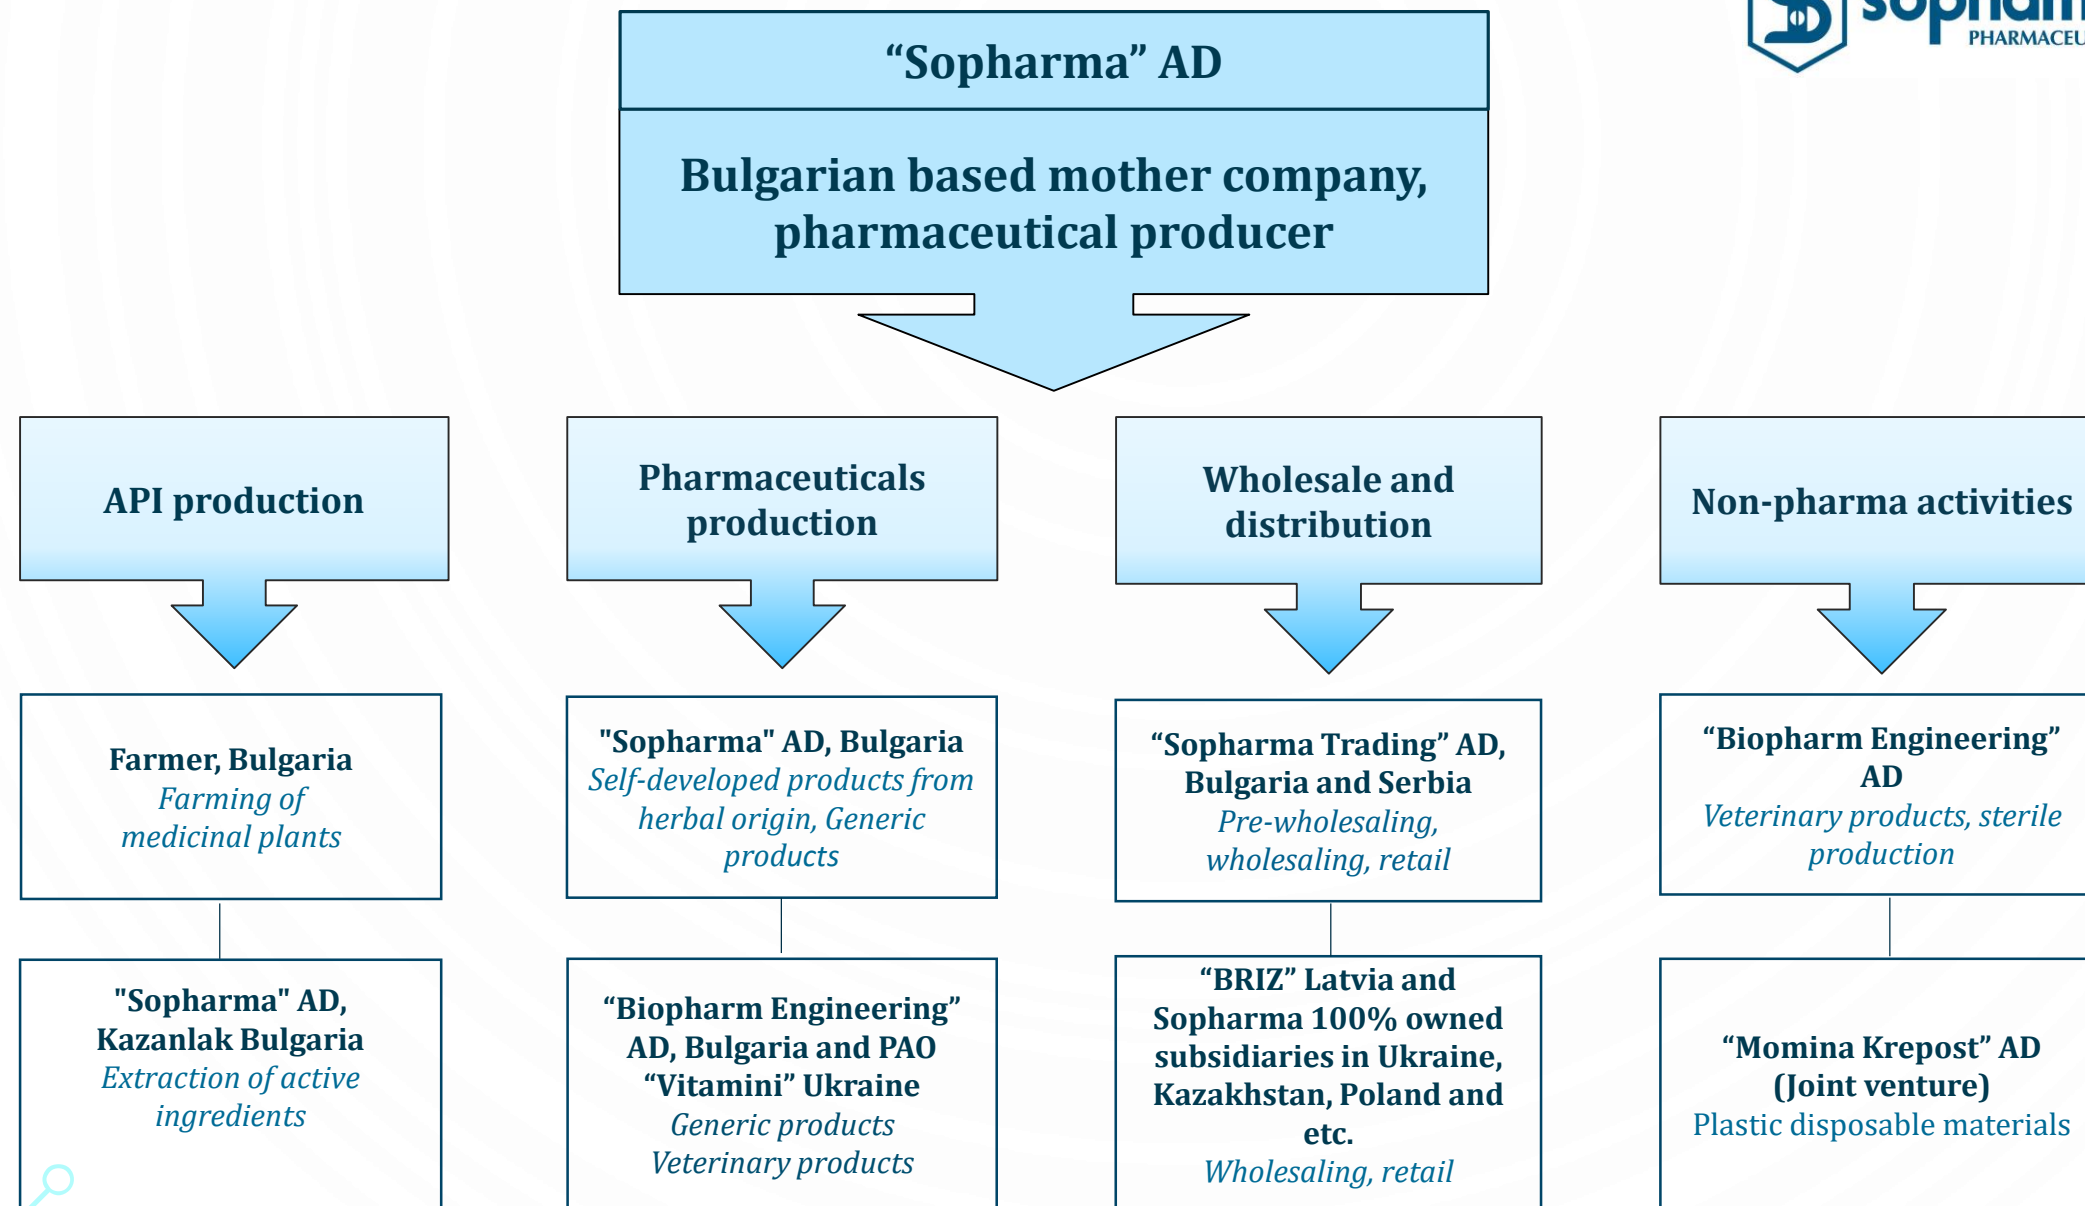 “Sopharma” AD
Bulgarian based mother company,
pharmaceutical producer
API production
Pharmaceuticals
production
Wholesale and
distribution
Non-pharma activities
Farmer, Bulgaria
Farming of
medicinal plants
"Sopharma" AD, Bulgaria
Self-developed products from
herbal origin, Generic
products
“Sopharma Trading” AD,
Bulgaria and Serbia
Pre-wholesaling,
wholesaling, retail
“Biopharm Engineering”
AD
Veterinary products, sterile
production
"Sopharma" AD,
Kazanlak Bulgaria
Extraction of active
ingredients
“Biopharm Engineering”
AD, Bulgaria and PAO
“Vitamini” Ukraine
Generic products
Veterinary products
“BRIZ” Latvia and
Sopharma 100% owned
subsidiaries in Ukraine,
Kazakhstan, Poland and
etc.
Wholesaling, retail
“Momina Krepost” AD
(Joint venture)
Plastic disposable materials